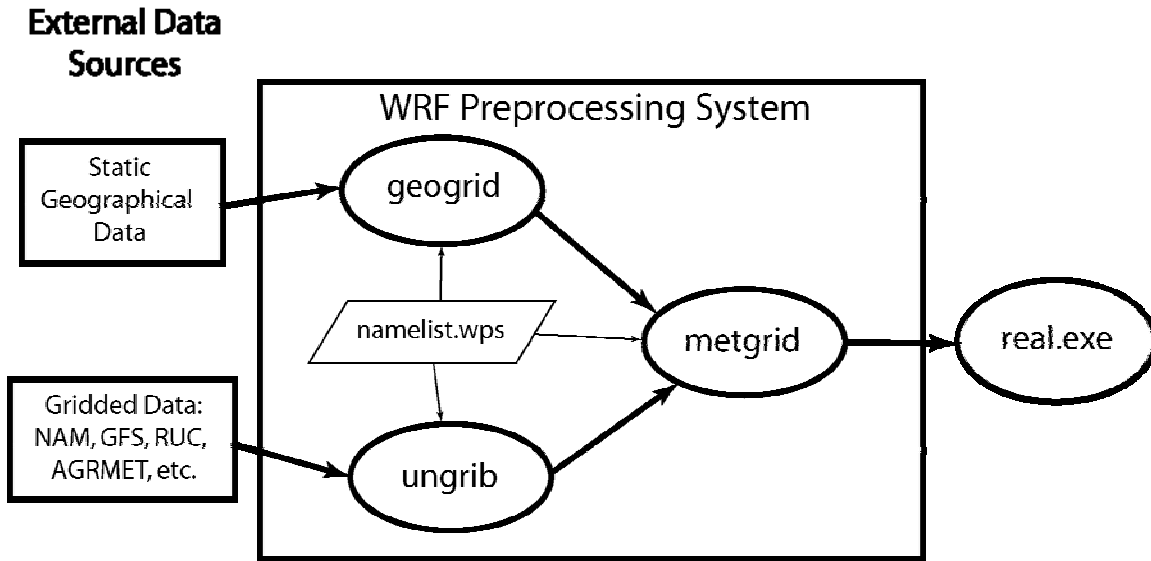 External Data
Sources
WRF Preprocessing System
Static
Geographical
Data
geogrid
namelist.wps
metgrid
real.exe
Gridded Data:
NAM, GFS, RUC,
AGRMET, etc.
ungrib